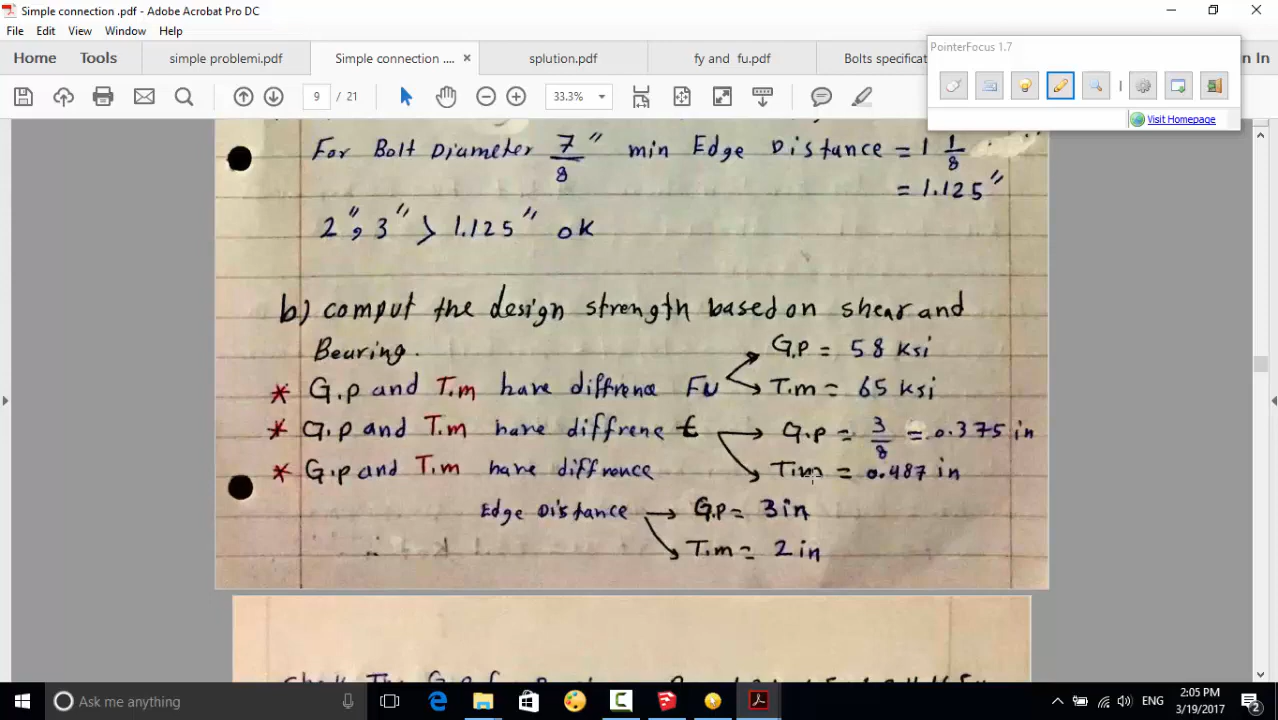 Simple connection .pdf - Adobe Acrobat Pro DC
File Edit View Window Help
Home Tools simple problemi.pdf Simple connection .... × splution.pdf fy and fu.pdf Bolts specificat In
PointerFocus 1.7
9 / 21 33.3%
Visit Homepage
For Bolt Diameter 7/8" min Edge Distance = 1 1/8"
= 1.125"
2", 3" > 1.125" ok
b) comput the design strength based on shear and
Bearing.
G.P = 58 ksi
* G.p and T.m have diffrence Fu
T.m = 65 ksi
* G.p and T.m have diffrene t G.p = 3/8 = 0.375 in
* G.p and T.m have diffronce T.m = 0.487 in
Edge Distance → G.P = 3in
T.m = 2 in
Ask me anything
ENG
2:05 PM
3/19/2017
2